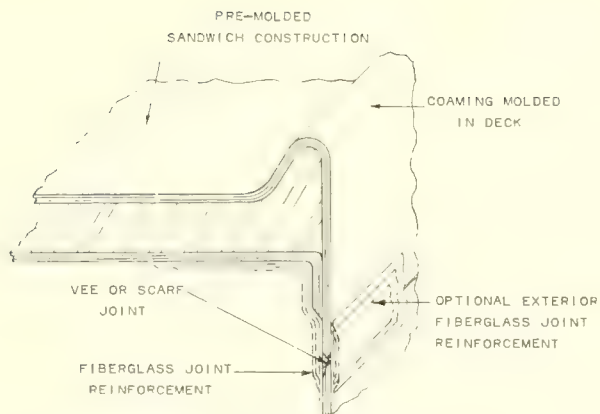 PRE-MOLDED
SANDWICH CONSTRUCTION
COAMING MOLDED
IN DECK
VEE OR SCARF
JOINT
OPTIONAL EXTERIOR
FIBERGLASS JOINT
REINFORCEMENT
FIBERGLASS JOINT
REINFORCEMENT